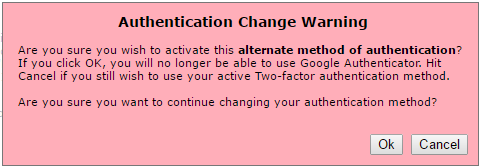 Authentication Change Warning
Are you sure you wish to activate this alternate method of authentication?
If you click OK, you will no longer be able to use Google Authenticator. Hit
Cancel if you still wish to use your active Two-factor authentication method.
Are you sure you want to continue changing your authentication method?
Ok Cancel